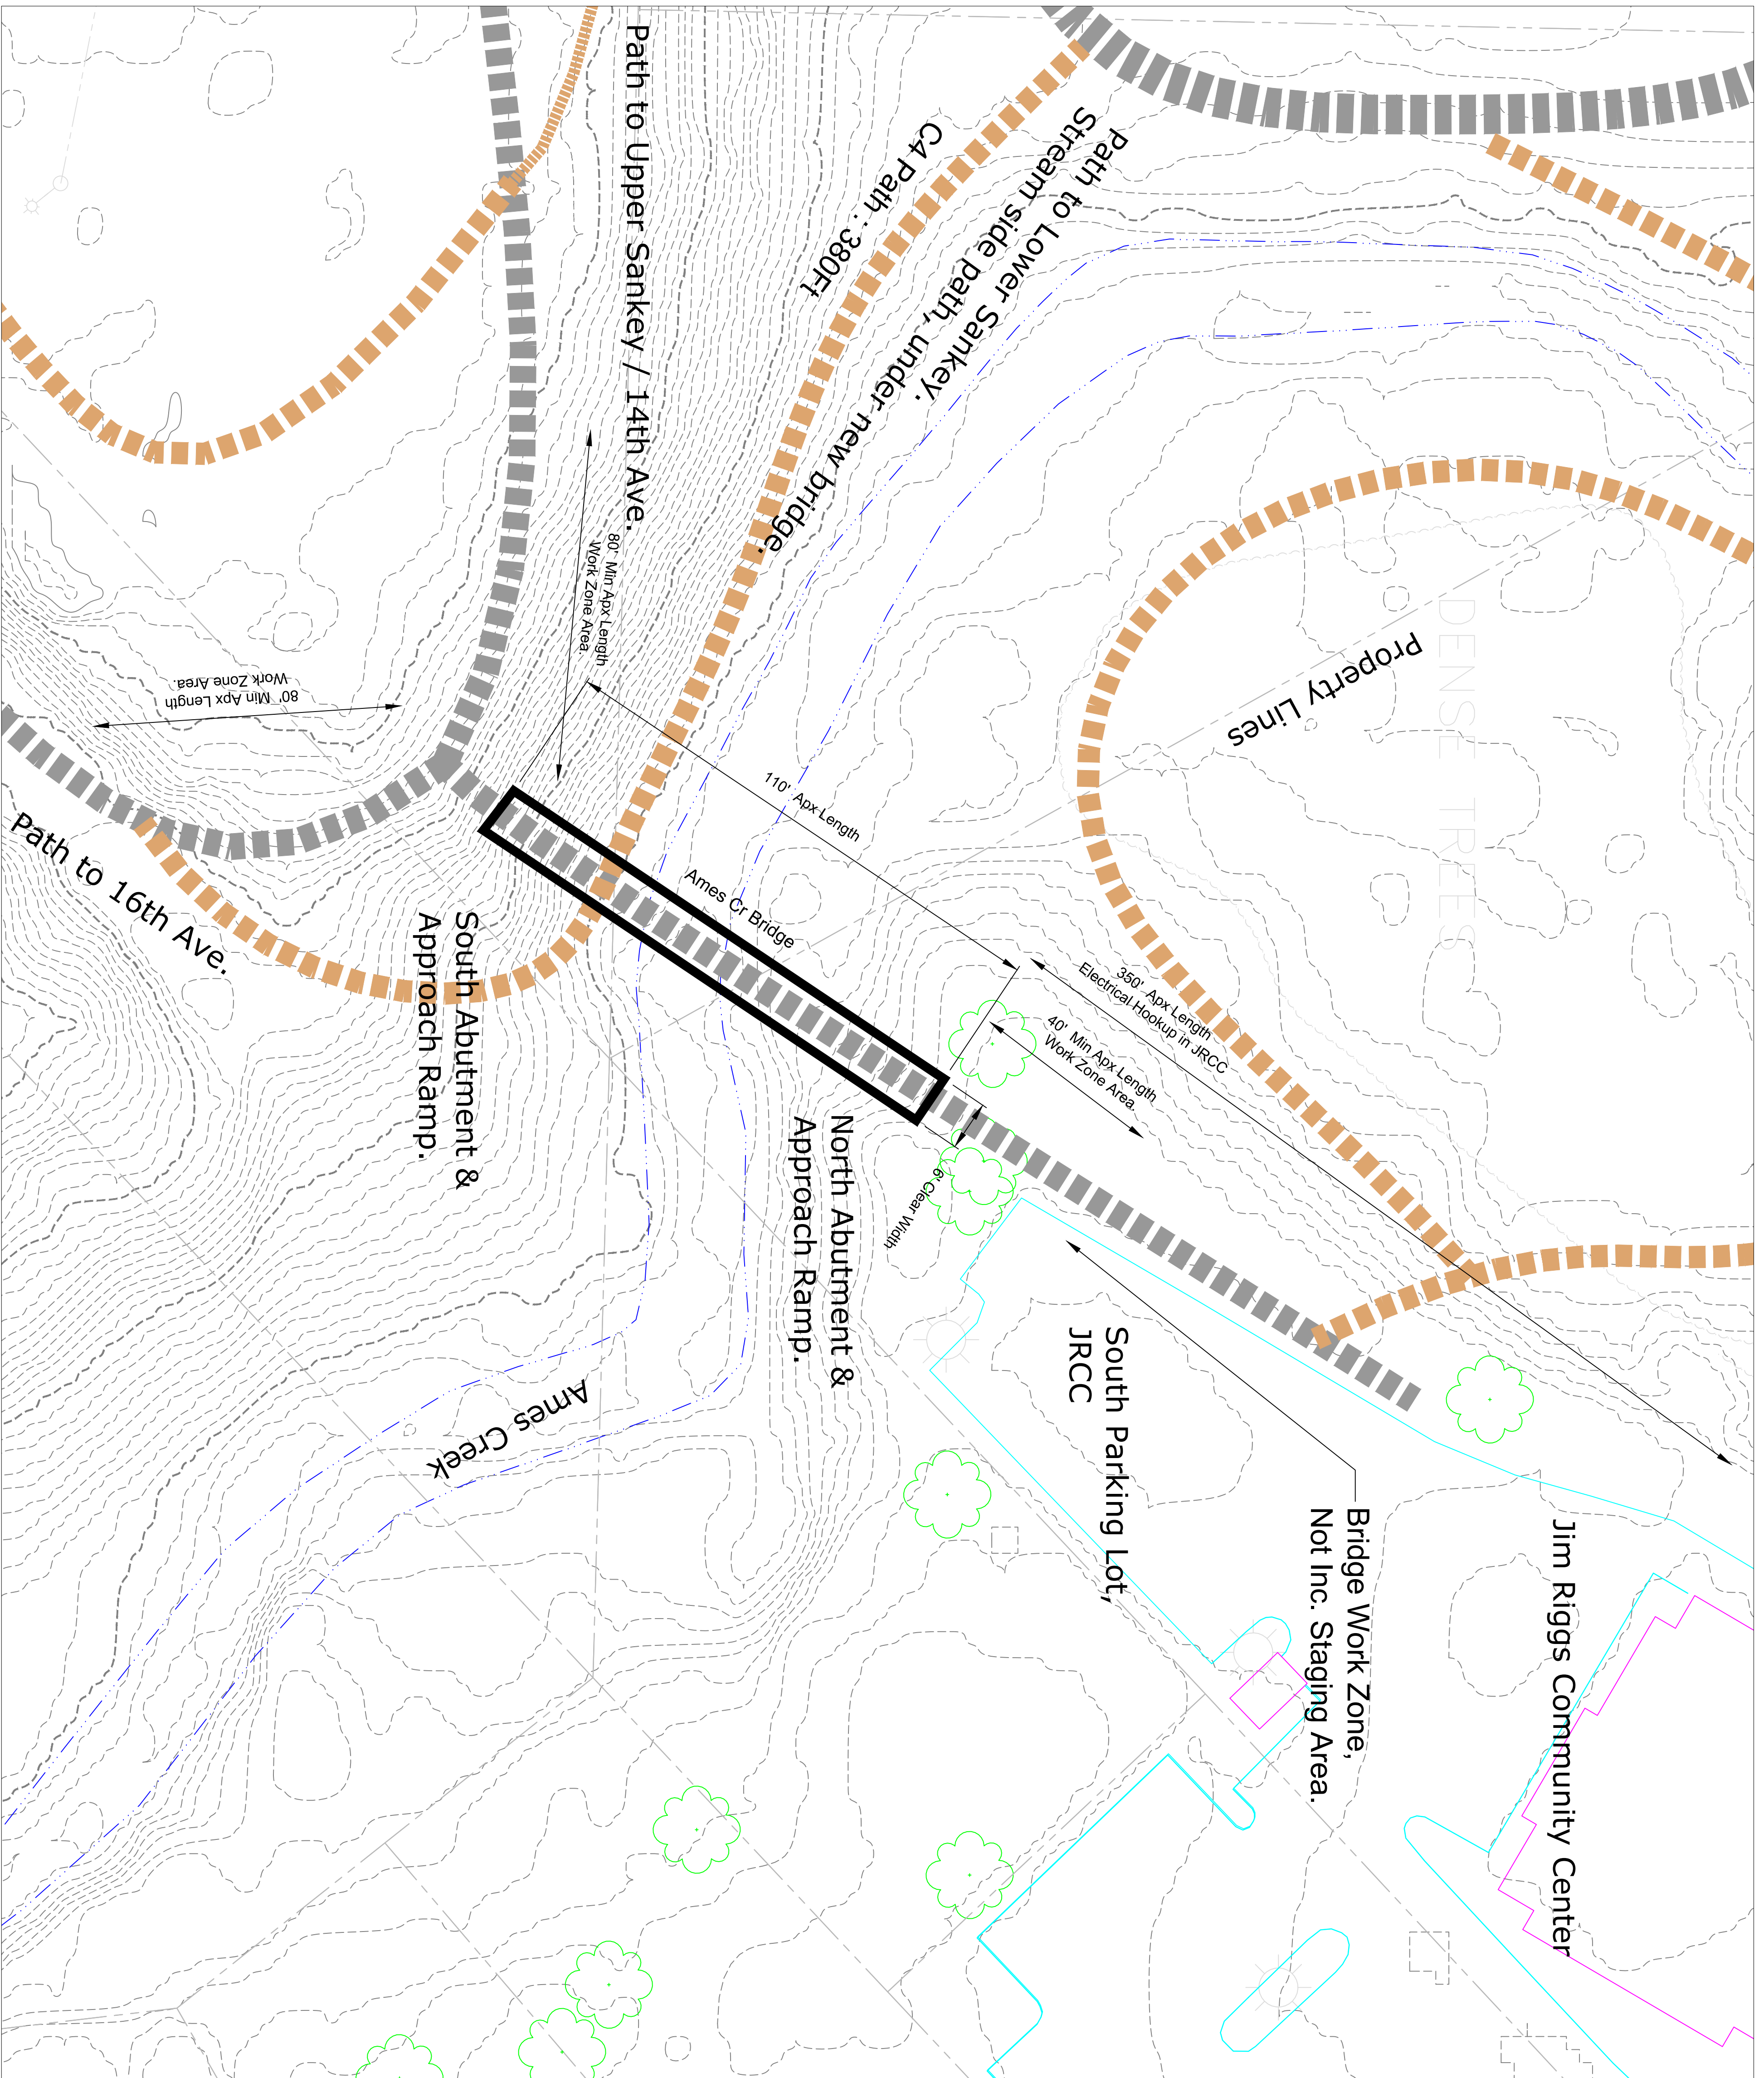 Path to Upper Sankey / 14th Ave.
C4 Path : 380Ft
Path to Lower Sankey.
Stream side path, under new bridge.
80' Min Apx Length
Work Zone Area.
80' Min Apx Length
Work Zone Area.
Path to 16th Ave.
South Abutment &
Approach Ramp.
110' Apx Length
Ames Cr Bridge
Property Lines
DENSE TREES
350' Apx Length
Electrical Hookup in JRCC
40' Min Apx Length
Work Zone Area.
6' Clear Width
North Abutment &
Approach Ramp.
Ames Creek
South Parking Lot,
JRCC
Bridge Work Zone,
Not Inc. Staging Area.
Jim Riggs Community Center